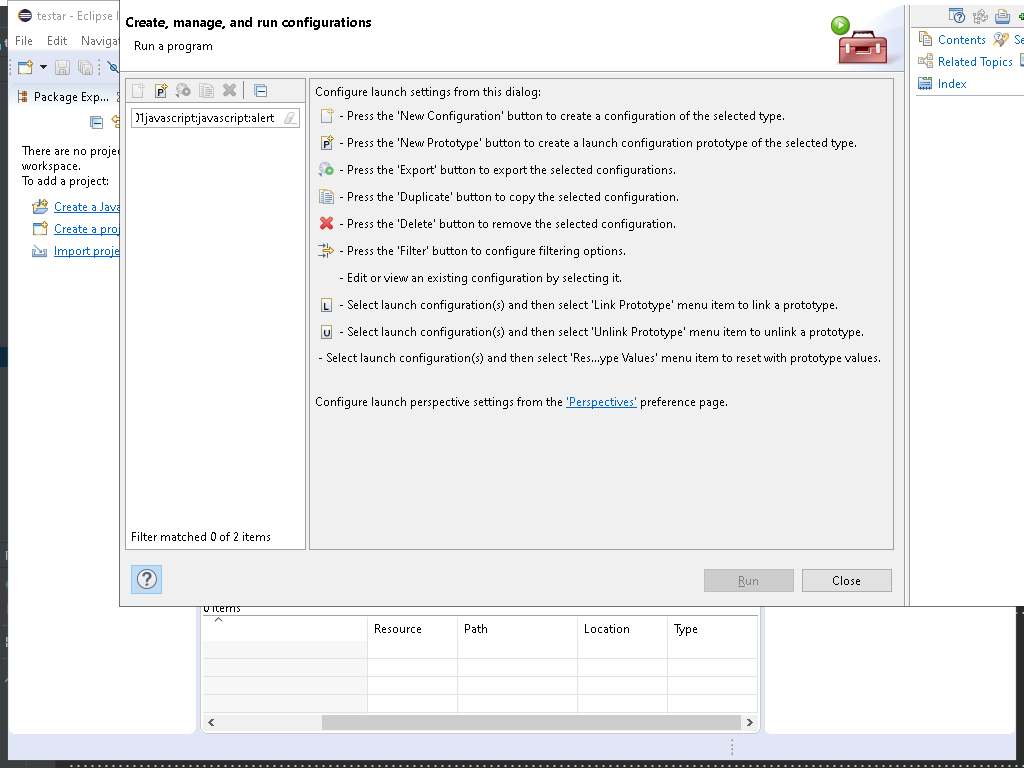 testar - Eclipse
File Edit Naviga
Package Exp...
There are no proje
workspace.
To add a project:
Create a Java
Create a proj
Import proje
Create, manage, and run configurations
Run a program
)1javascript:javascript:alert
Filter matched 0 of 2 items
Configure launch settings from this dialog:
- Press the 'New Configuration' button to create a configuration of the selected type.
- Press the 'New Prototype' button to create a launch configuration prototype of the selected type.
- Press the 'Export' button to export the selected configurations.
- Press the 'Duplicate' button to copy the selected configuration.
- Press the 'Delete' button to remove the selected configuration.
- Press the 'Filter' button to configure filtering options.
- Edit or view an existing configuration by selecting it.
- Select launch configuration(s) and then select 'Link Prototype' menu item to link a prototype.
- Select launch configuration(s) and then select 'Unlink Prototype' menu item to unlink a prototype.
- Select launch configuration(s) and then select 'Res...ype Values' menu item to reset with prototype values.
Configure launch perspective settings from the 'Perspectives' preference page.
Run
Close
Contents Se
Related Topics
Index
0 items
Resource Path Location Type